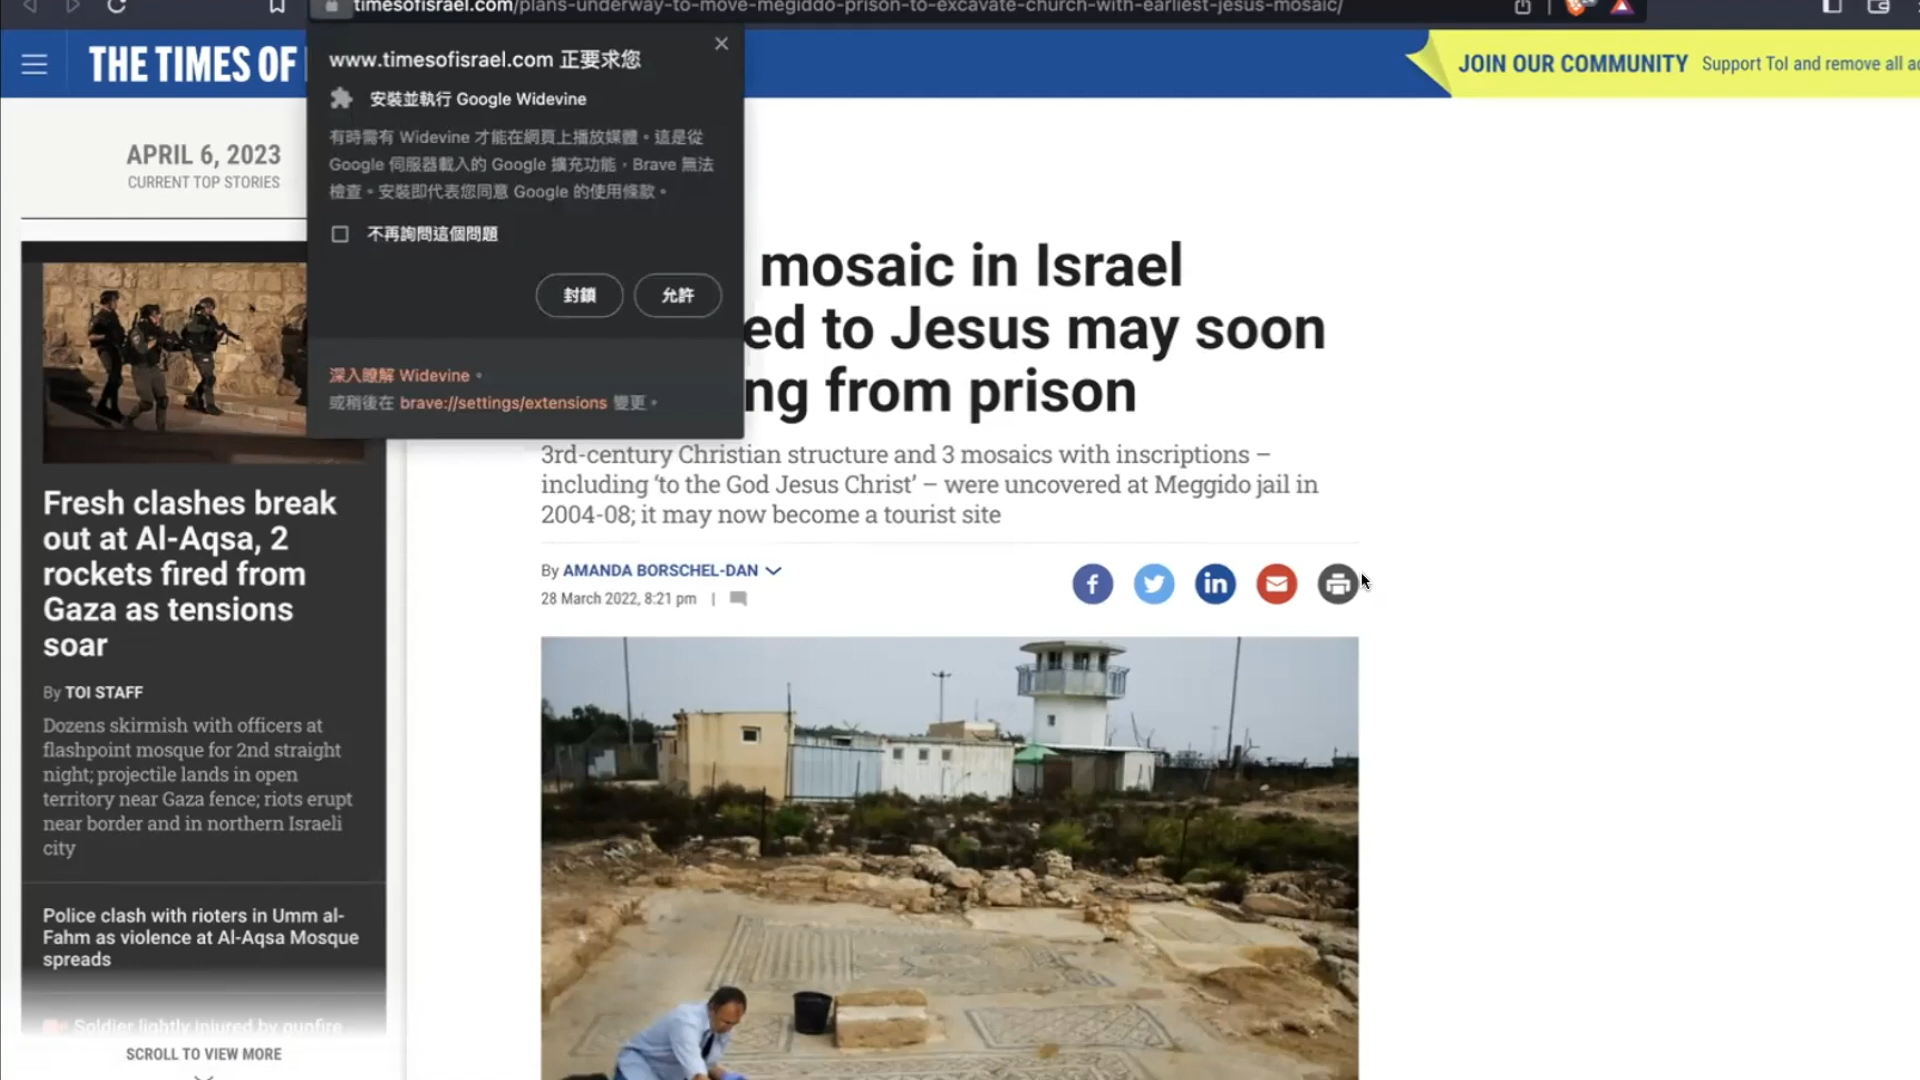 timesofisrael.com/plans-underway-to-move-megiddo-prison-to-excavate-church-with-earliest-jesus-mosaic/
THE TIMES OF
JOIN OUR COMMUNITY
Support ToI and remove all
www.timesofisrael.com 正要求您
安裝並執行 Google Widevine
有時需有 Widevine 才能在網頁上播放媒體。這是從
Google 伺服器載入的 Google 擴充功能，Brave 無法
檢查。安裝即代表您同意 Google 的使用條款。
不再詢問這個問題
封鎖
允許
深入瞭解 Widevine。
或稍後在 brave://settings/extensions 變更。
APRIL 6, 2023
CURRENT TOP STORIES
Fresh clashes break
out at Al-Aqsa, 2
rockets fired from
Gaza as tensions
soar
By TOI STAFF
Dozens skirmish with officers at
flashpoint mosque for 2nd straight
night; projectile lands in open
territory near Gaza fence; riots erupt
near border and in northern Israeli
city
Police clash with rioters in Umm al-
Fahm as violence at Al-Aqsa Mosque
spreads
Soldier lightly injured by gunfire
SCROLL TO VIEW MORE
mosaic in Israel
ed to Jesus may soon
ng from prison
3rd-century Christian structure and 3 mosaics with inscriptions –
including ‘to the God Jesus Christ’ – were uncovered at Meggido jail in
2004-08; it may now become a tourist site
By AMANDA BORSCHEL-DAN
28 March 2022, 8:21 pm |